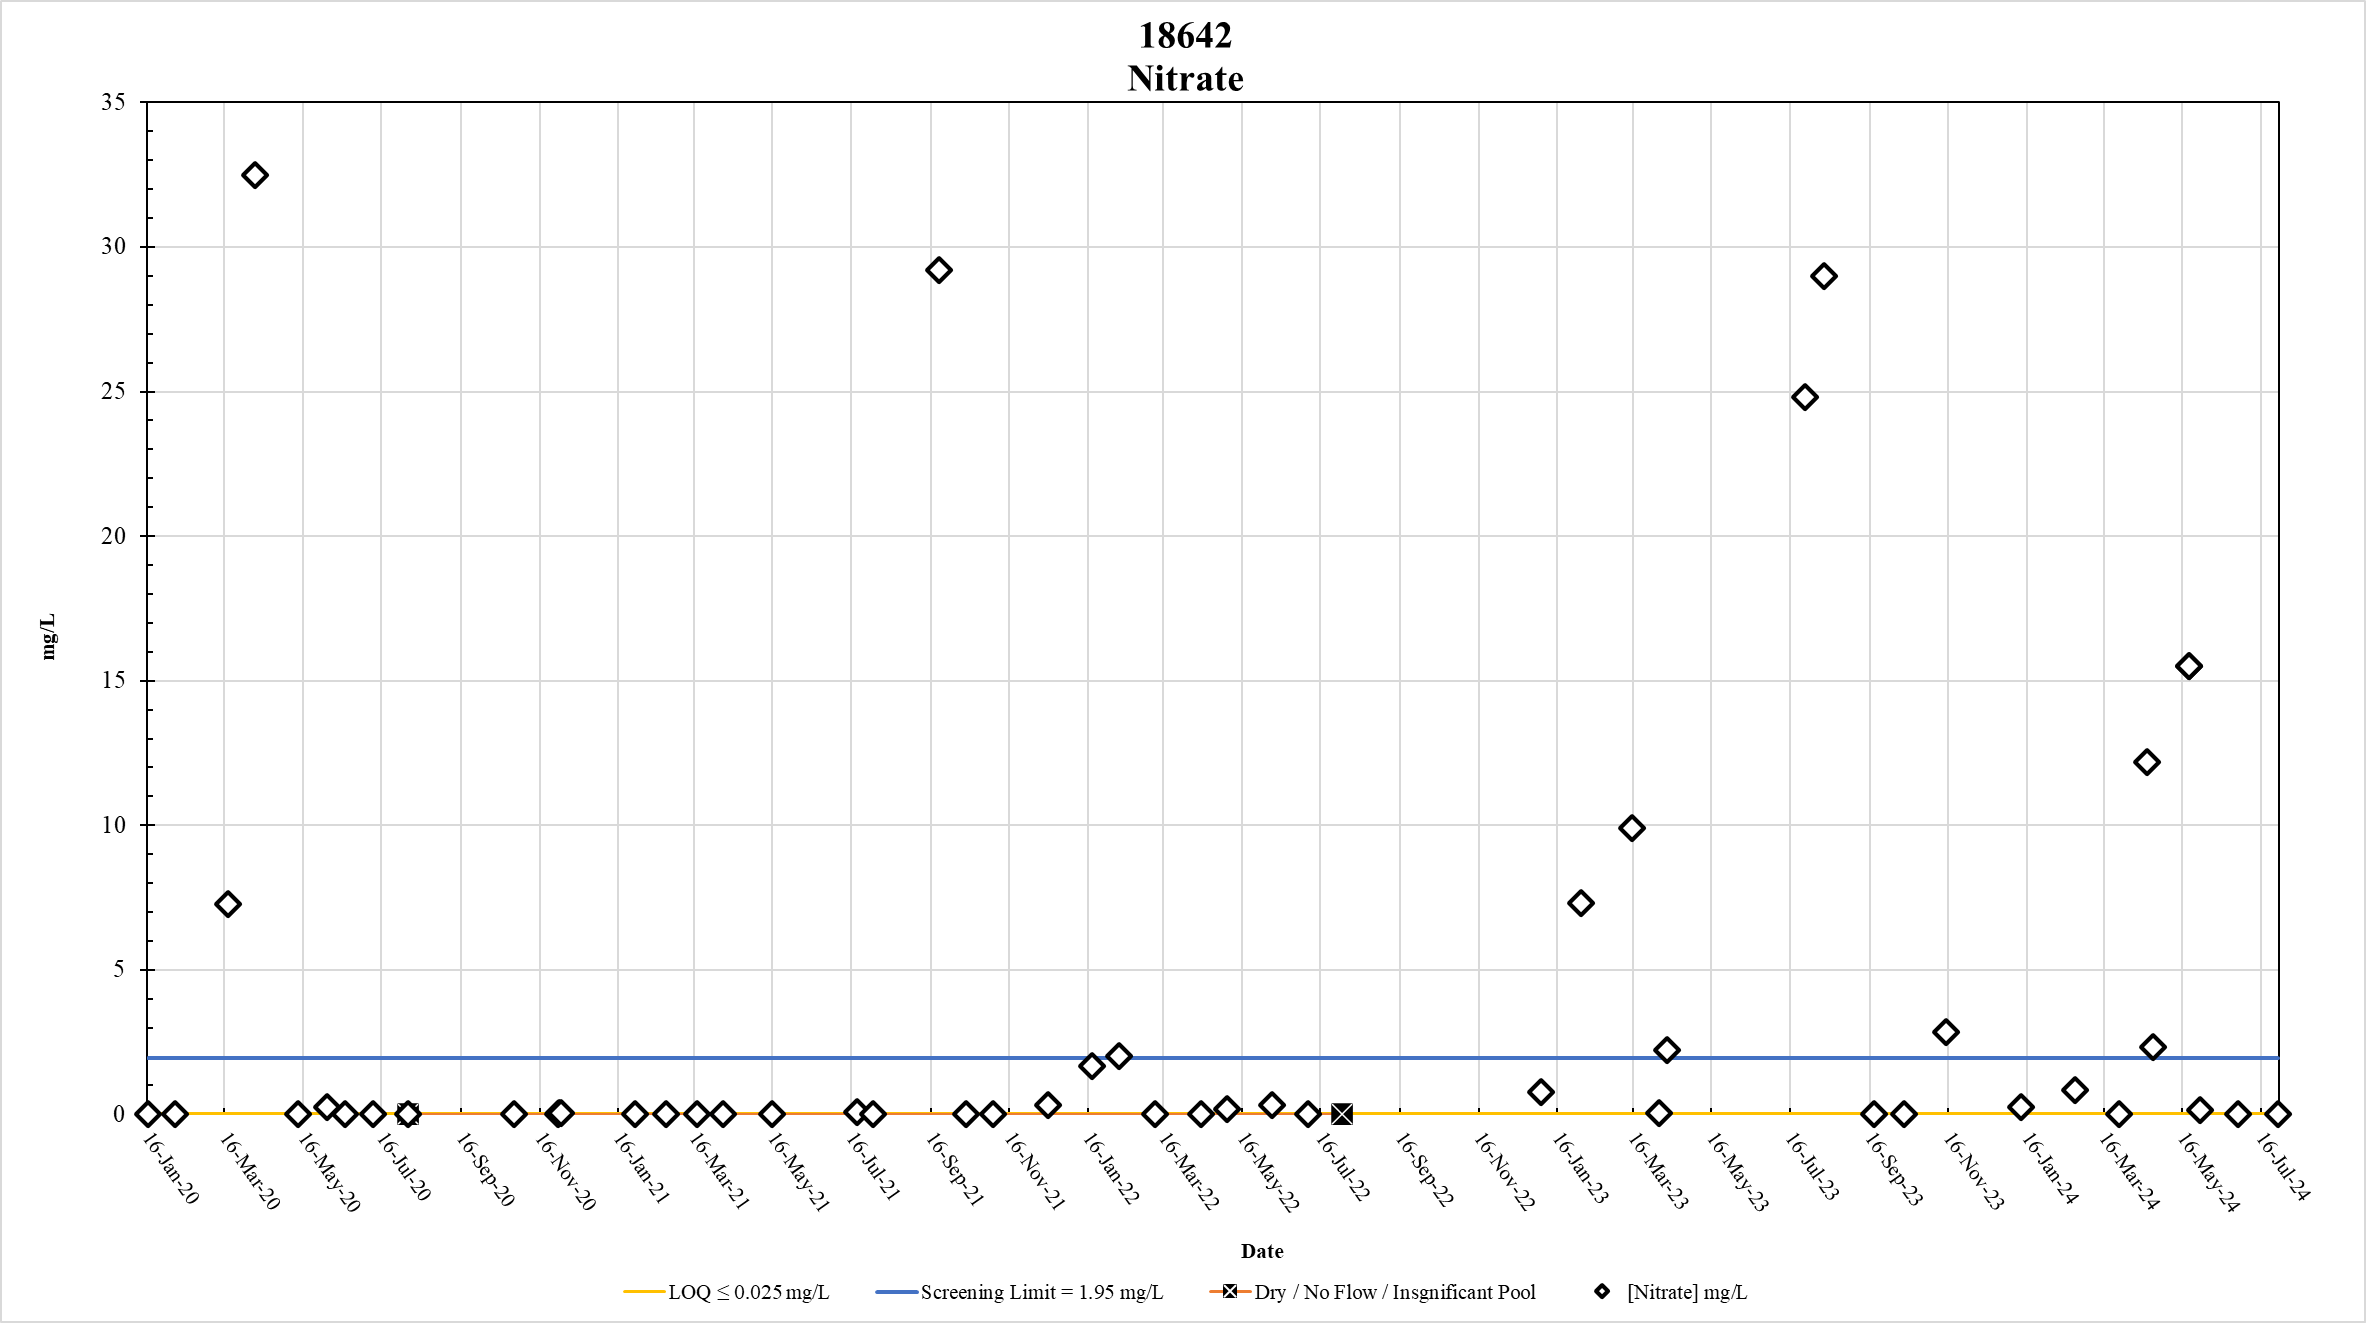 18642
Nitrate
35
30
25
20
15
10
5
0
mg/L
16-Jan-20
16-Mar-20
16-May-20
16-Jul-20
16-Sep-20
16-Nov-20
16-Jan-21
16-Mar-21
16-May-21
16-Jul-21
16-Sep-21
16-Nov-21
16-Jan-22
16-Mar-22
16-May-22
16-Jul-22
16-Sep-22
16-Nov-22
16-Jan-23
16-Mar-23
16-May-23
16-Jul-23
16-Sep-23
16-Nov-23
16-Jan-24
16-Mar-24
16-May-24
16-Jul-24
Date
LOQ ≤ 0.025 mg/L
Screening Limit = 1.95 mg/L
Dry / No Flow / Insgnificant Pool
[Nitrate] mg/L